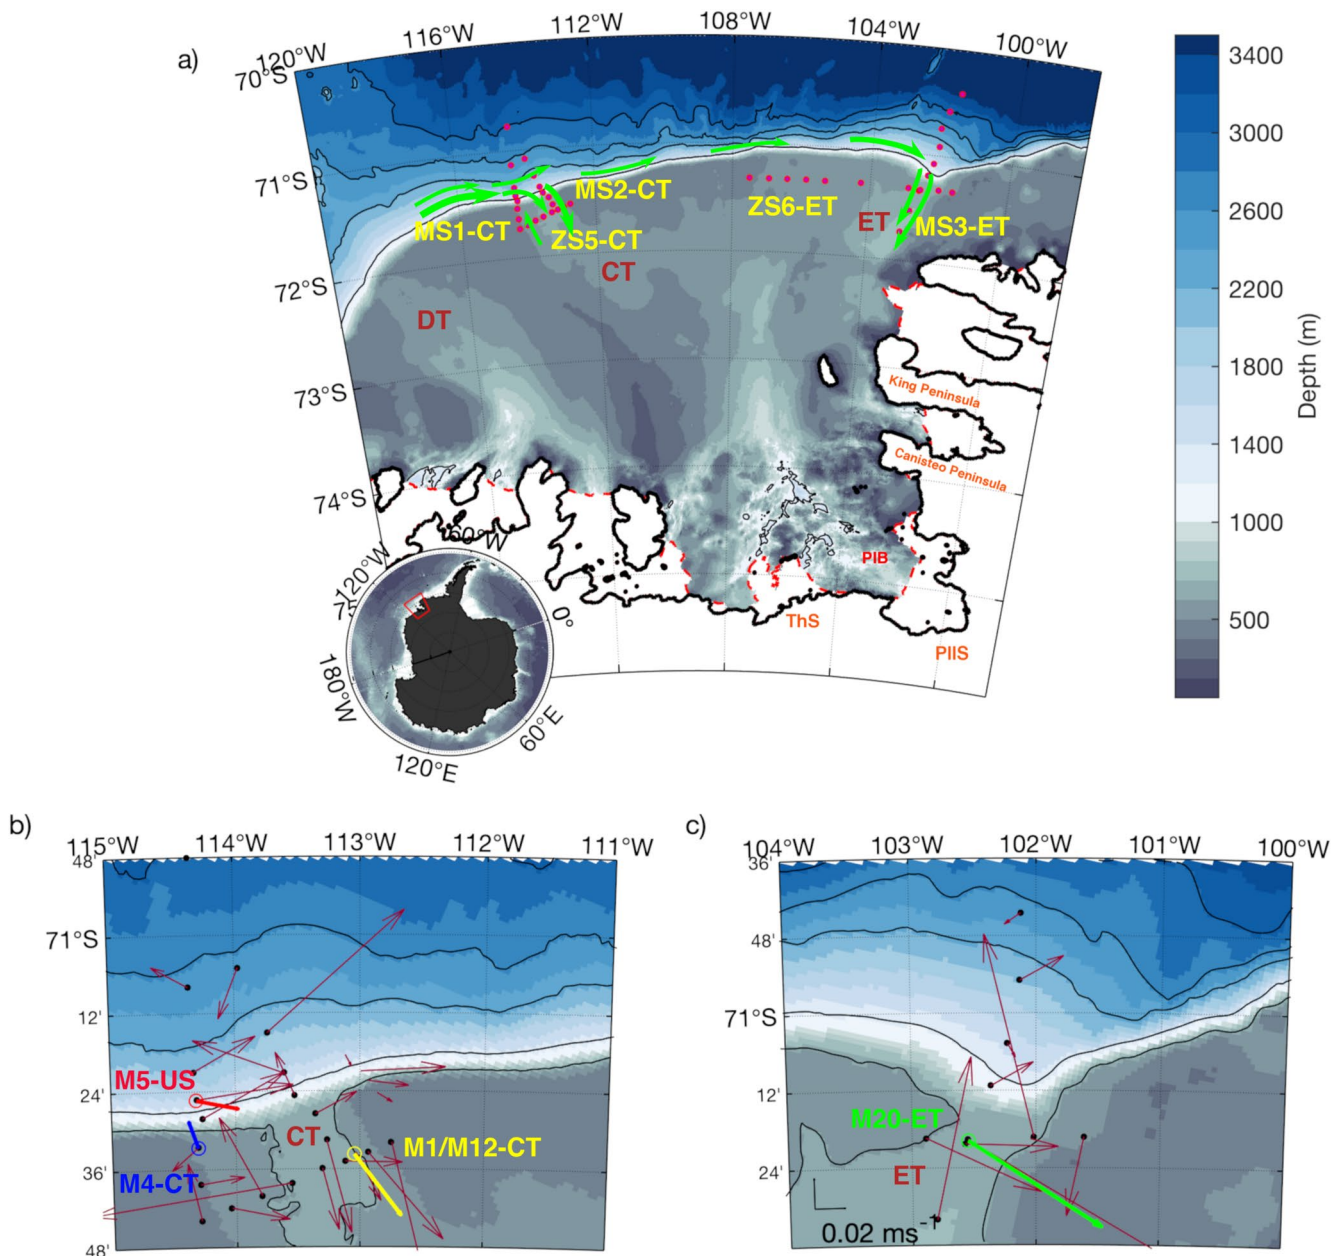 a)
120°W
116°W
112°W
108°W
104°W
100°W
70°S
71°S
72°S
73°S
74°S
MS1-CT
MS2-CT
ZS5-CT
CT
DT
ZS6-ET
ET
MS3-ET
King Peninsula
Canisteo Peninsula
PIB
ThS
PIIS
3400
3000
2600
2200
1800
1400
1000
500
Depth (m)
60°W
120°W
0°
180°W
60°E
120°E
b)
115°W
114°W
113°W
112°W
111°W
48'
71°S
12'
24'
36'
48'
M5-US
CT
M4-CT
M1/M12-CT
c)
104°W
103°W
102°W
101°W
100°W
36'
48'
71°S
12'
24'
M20-ET
ET
0.02 ms⁻¹